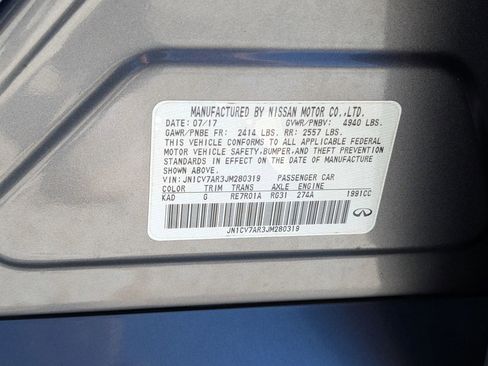 MANUFACTURED BY NISSAN MOTOR CO.,LTD.
DATE: 07/17 GVWR/PNBV: 4940 LBS.
GAWR/PNBE FR: 2414 LBS. RR: 2557 LBS.
THIS VEHICLE CONFORMS TO ALL APPLICABLE FEDERAL
MOTOR VEHICLE SAFETY,BUMPER,AND THEFT PREVENTION
STANDARDS IN EFFECT ON THE DATE OF MANUFACTURE
SHOWN ABOVE.
VIN: JN1CV7AR3JM280319 PASSENGER CAR
COLOR TRIM TRANS AXLE ENGINE
KAD G RE7R01A RG31 274A 1991CC
JN1CV7AR3JM280319